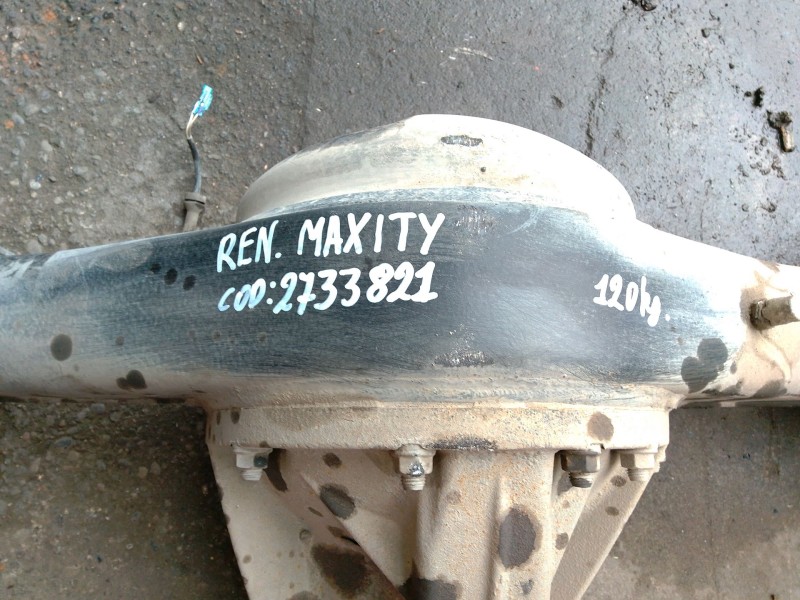 REN. MAXITY
COD:2733821
120kg.